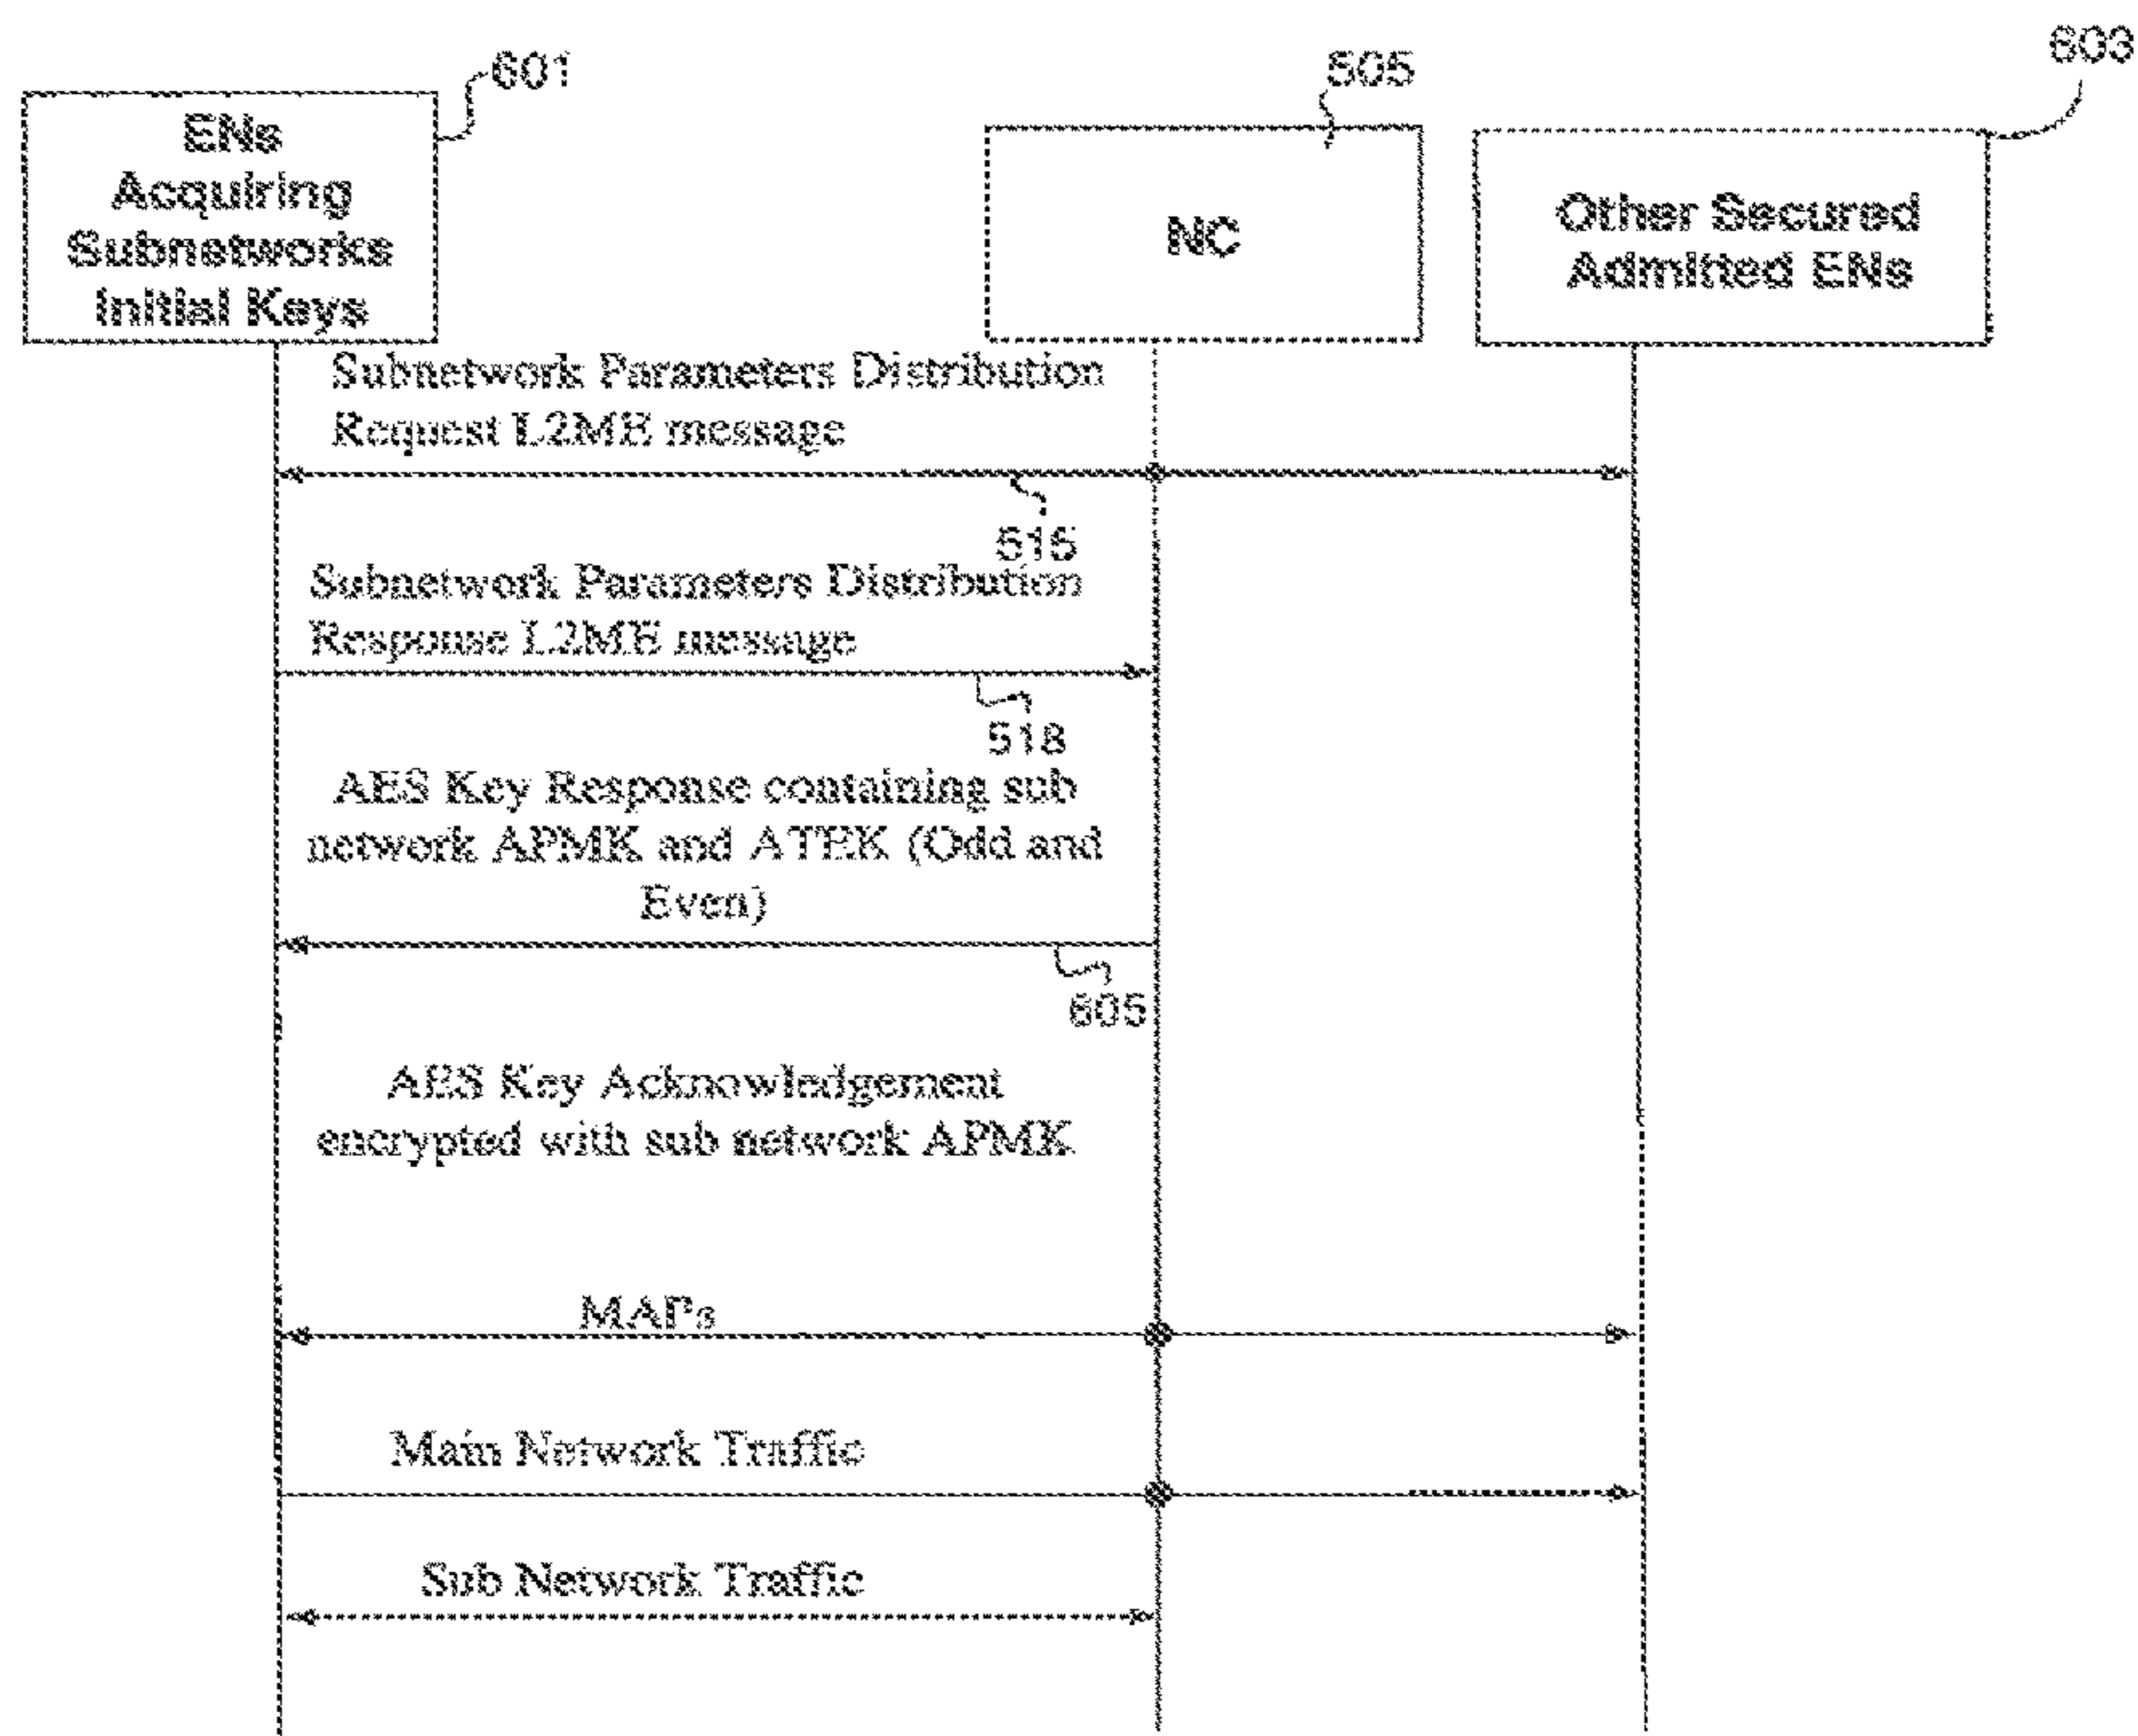 601
505
603
ENs
Acquiring
Subnetworks
Initial Keys
NC
Other Secured
Admitted ENs
Subnetwork Parameters Distribution
Request L2ME message
515
Subnetwork Parameters Distribution
Response L2ME message
518
AES Key Response containing sub
network APMK and ATEK (Odd and
Even)
605
AES Key Acknowledgement
encrypted with sub network APMK
MAPs
Main Network Traffic
Sub Network Traffic